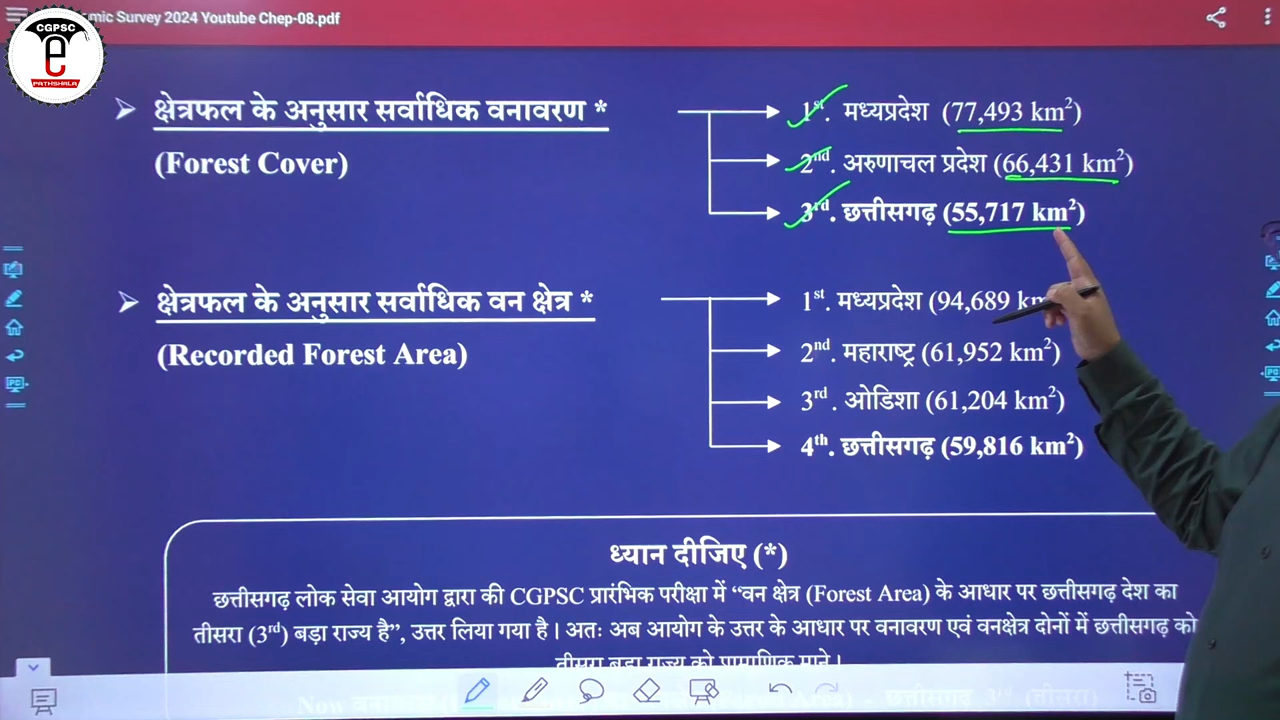 mic Survey 2024 Youtube Chep-08.pdf
CGPSC
e
PATHSHALA
➢ क्षेत्रफल के अनुसार सर्वाधिक वनावरण *
(Forest Cover)
1st. मध्यप्रदेश (77,493 km²)
2nd. अरुणाचल प्रदेश (66,431 km²)
3rd. छत्तीसगढ़ (55,717 km²)
➢ क्षेत्रफल के अनुसार सर्वाधिक वन क्षेत्र *
(Recorded Forest Area)
1st. मध्यप्रदेश (94,689 km
2nd. महाराष्ट्र (61,952 km²)
3rd. ओडिशा (61,204 km²)
4th. छत्तीसगढ़ (59,816 km²)
ध्यान दीजिए (*)
छत्तीसगढ़ लोक सेवा आयोग द्वारा की CGPSC प्रारंभिक परीक्षा में “वन क्षेत्र (Forest Area) के आधार पर छत्तीसगढ़ देश का
तीसरा (3rd) बड़ा राज्य है”, उत्तर लिया गया है। अतः अब आयोग के उत्तर के आधार पर वनावरण एवं वनक्षेत्र दोनों में छत्तीसगढ़ को
तीसरा बड़ा राज्य को प्रामाणिक माने।